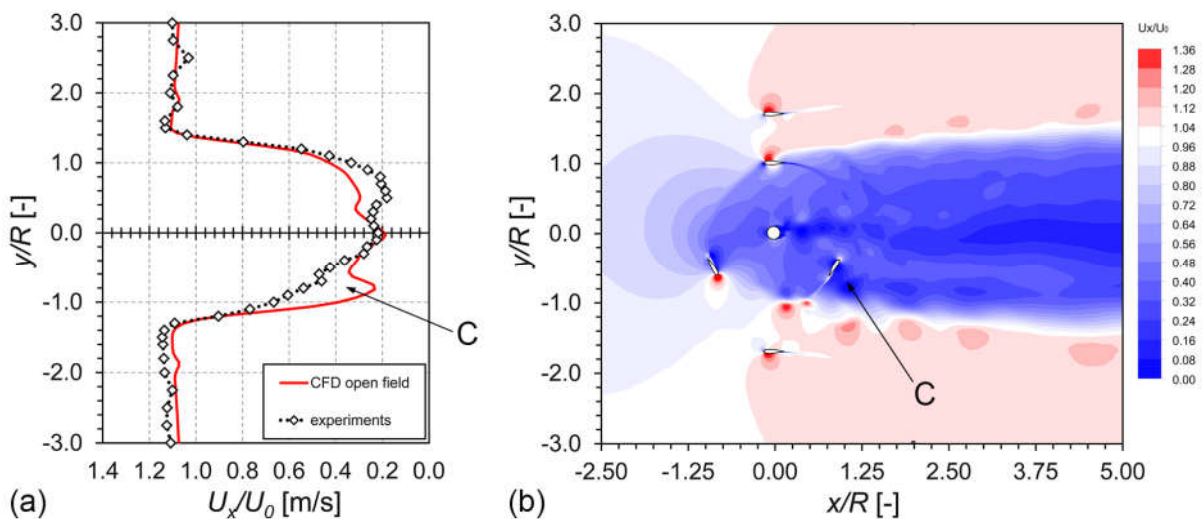 3.0
2.0
1.0
0.0
-1.0
-2.0
-3.0
y/R [-]
C
CFD open field
experiments
1.4 1.2 1.0 0.8 0.6 0.4 0.2 0.0
(a) Ux/U0 [m/s]
(b)
3.0
2.0
1.0
0.0
-1.0
-2.0
-3.0
y/R [-]
C
-2.50 -1.25 0.00 1.25 2.50 3.75 5.00
x/R [-]
Ux/U0
1.36
1.28
1.20
1.12
1.04
0.96
0.88
0.80
0.72
0.64
0.56
0.48
0.40
0.32
0.24
0.16
0.08
0.00